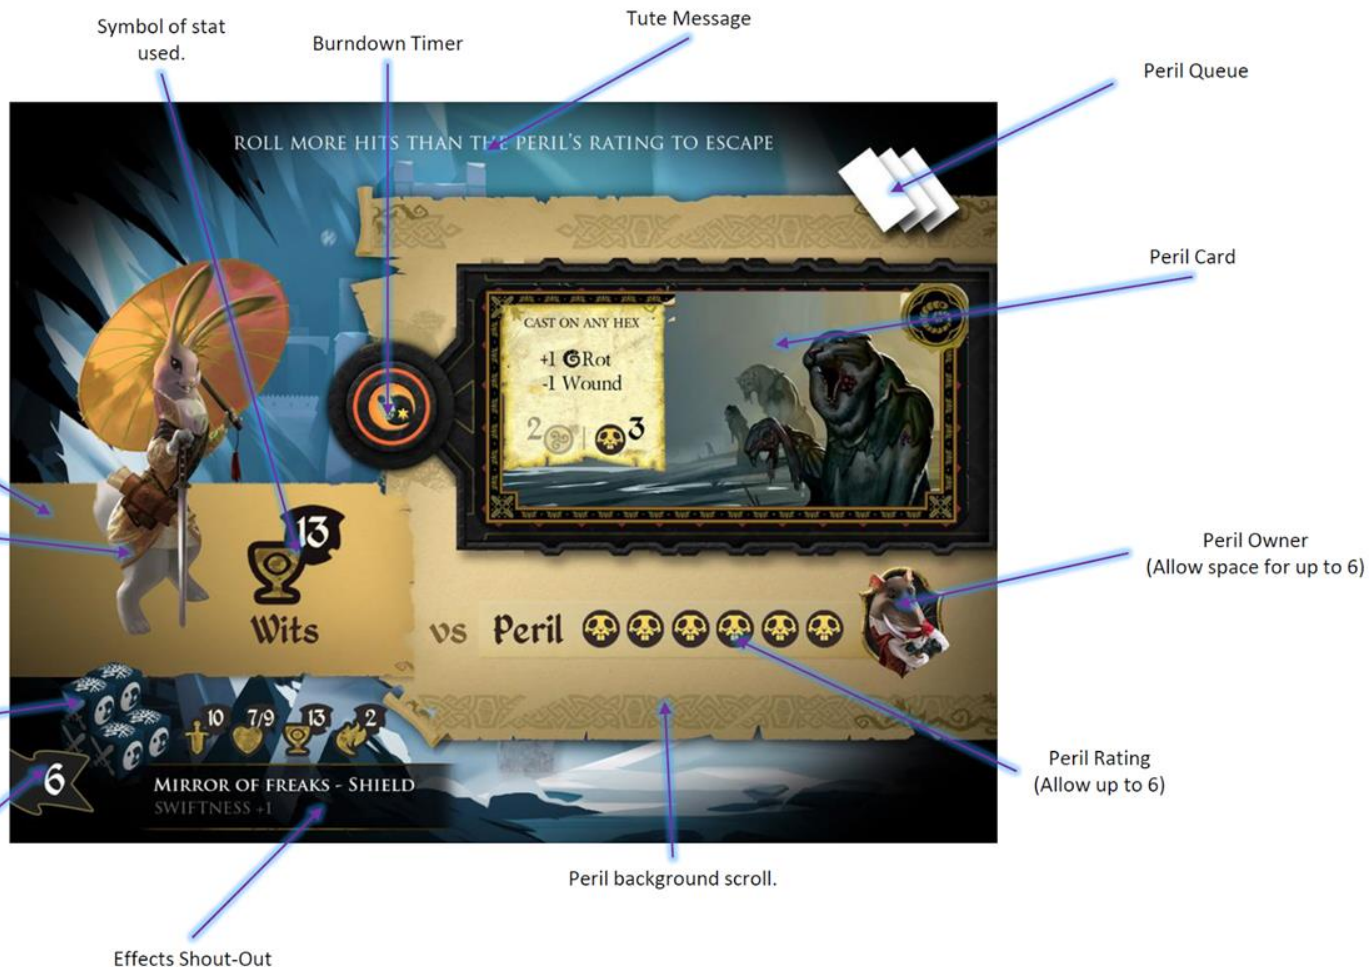 Tute Message
Symbol of stat
used.
Burndown Timer
Peril Queue
ROLL MORE HITS THAN THE PERIL'S RATING TO ESCAPE
Peril Card
CAST ON ANY HEX
+1 Rot
-1 Wound
2 | 3
13
Wits
vs Peril
Peril Owner
(Allow space for up to 6)
10 7/9 13 2
Peril Rating
(Allow up to 6)
6
MIRROR OF FREAKS - SHIELD
SWIFTNESS +1
Peril background scroll.
Effects Shout-Out